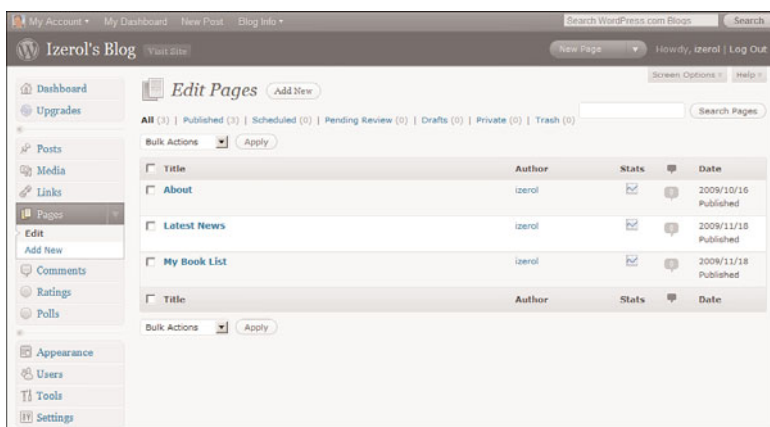 My Account My Dashboard New Post Blog Info Search WordPress.com Blogs Search
Izerol's Blog Visit Site New Page Howdy, izerol | Log Out
Screen Options Help
Dashboard
Upgrades
Posts
Media
Links
Pages
Edit
Add New
Comments
Ratings
Polls
Appearance
Users
Tools
Settings
Edit Pages Add New
All (3) | Published (3) | Scheduled (0) | Pending Review (0) | Drafts (0) | Private (0) | Trash (0) Search Pages
Bulk Actions Apply
Title Author Stats Date
About izerol 2009/10/16
Published
Latest News izerol 2009/11/18
Published
My Book List izerol 2009/11/18
Published
Title Author Stats Date
Bulk Actions Apply